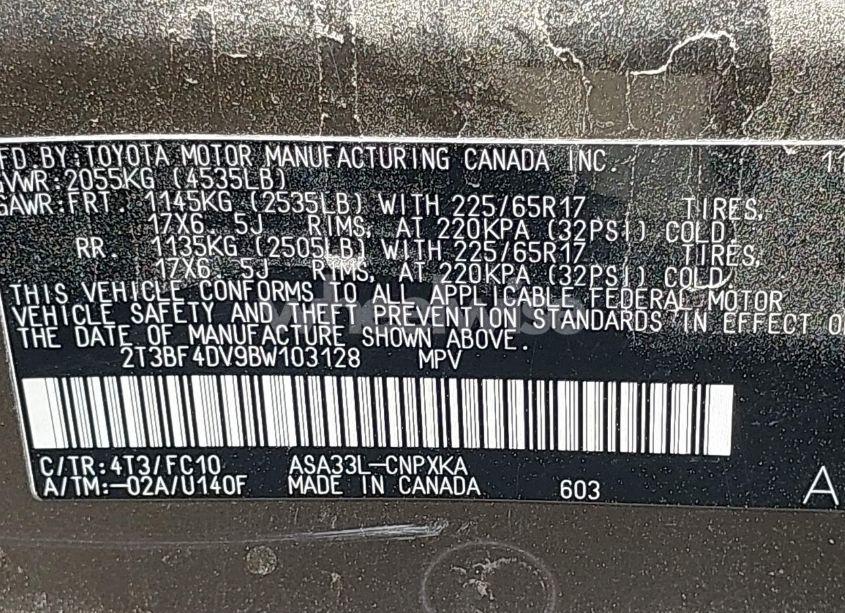 MFD.BY:TOYOTA MOTOR MANUFACTURING CANADA INC. 11
GVWR:2055KG (4535LB)
GAWR:FRT. 1145KG (2535LB) WITH 225/65R17 TIRES,
17X6. 5J RIMS, AT 220KPA (32PSI) COLD,
RR. 1135KG (2505LB) WITH 225/65R17 TIRES,
17X6. 5J RIMS, AT 220KPA (32PSI) COLD
THIS VEHICLE CONFORMS TO ALL APPLICABLE FEDERAL MOTOR
VEHICLE SAFETY AND THEFT PREVENTION STANDARDS IN EFFECT O
THE DATE OF MANUFACTURE SHOWN ABOVE.
2T3BF4DV9BW103128 MPV
C/TR:4T3/FC10 ASA33L-CNPXKA
A/TM:-02A/U140F MADE IN CANADA 603 A